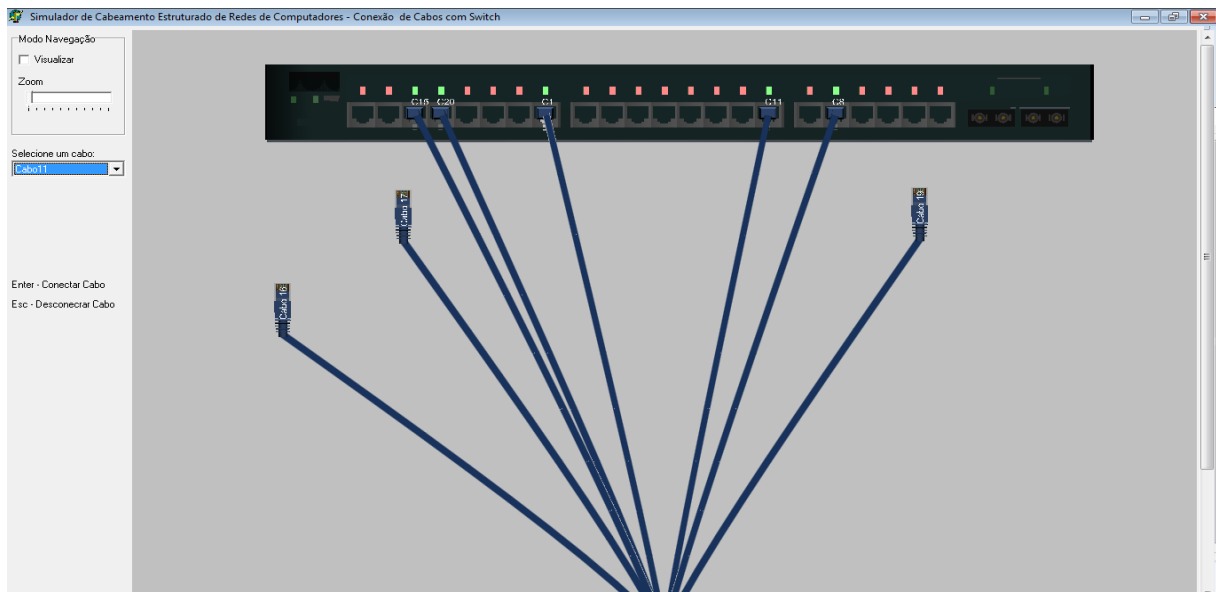 Simulador de Cabeamento Estruturado de Redes de Computadores - Conexão de Cabos com Switch
Modo Navegação
Visualizar
Zoom
Selecione um cabo:
Cabo11
Enter - Conectar Cabo
Esc - Desconecrar Cabo
C15 C20 C1 C11 C8
Cabo 17
Cabo 19
Cabo 16